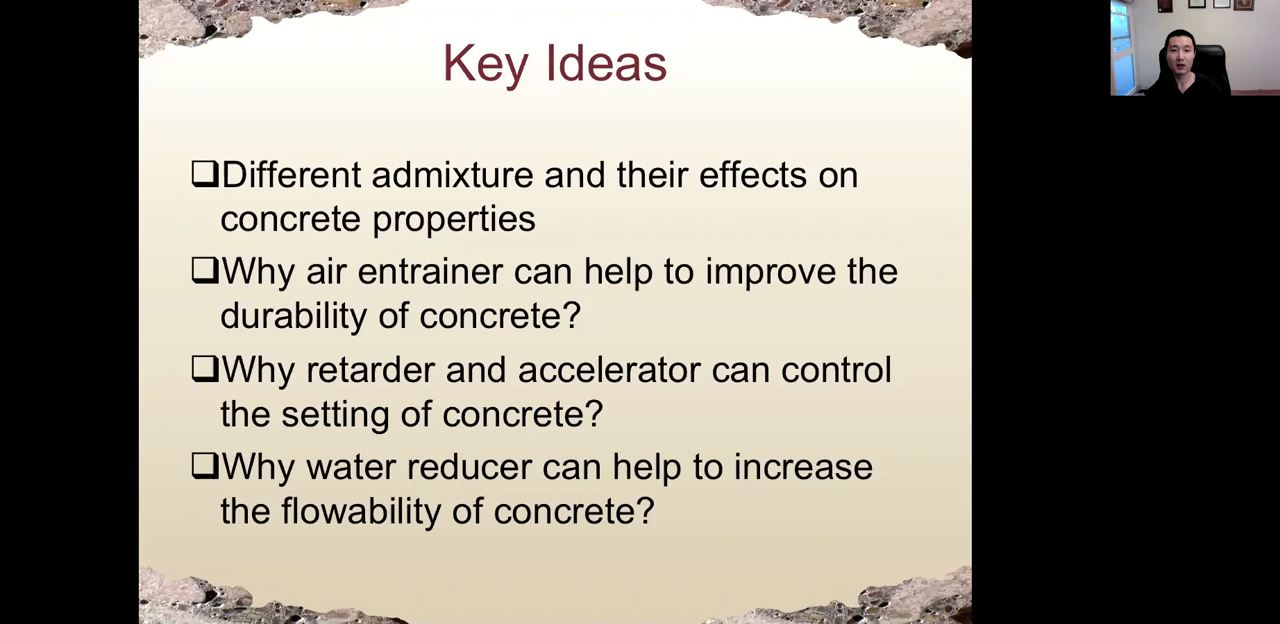 Key Ideas
❑Different admixture and their effects on
concrete properties
❑Why air entrainer can help to improve the
durability of concrete?
❑Why retarder and accelerator can control
the setting of concrete?
❑Why water reducer can help to increase
the flowability of concrete?